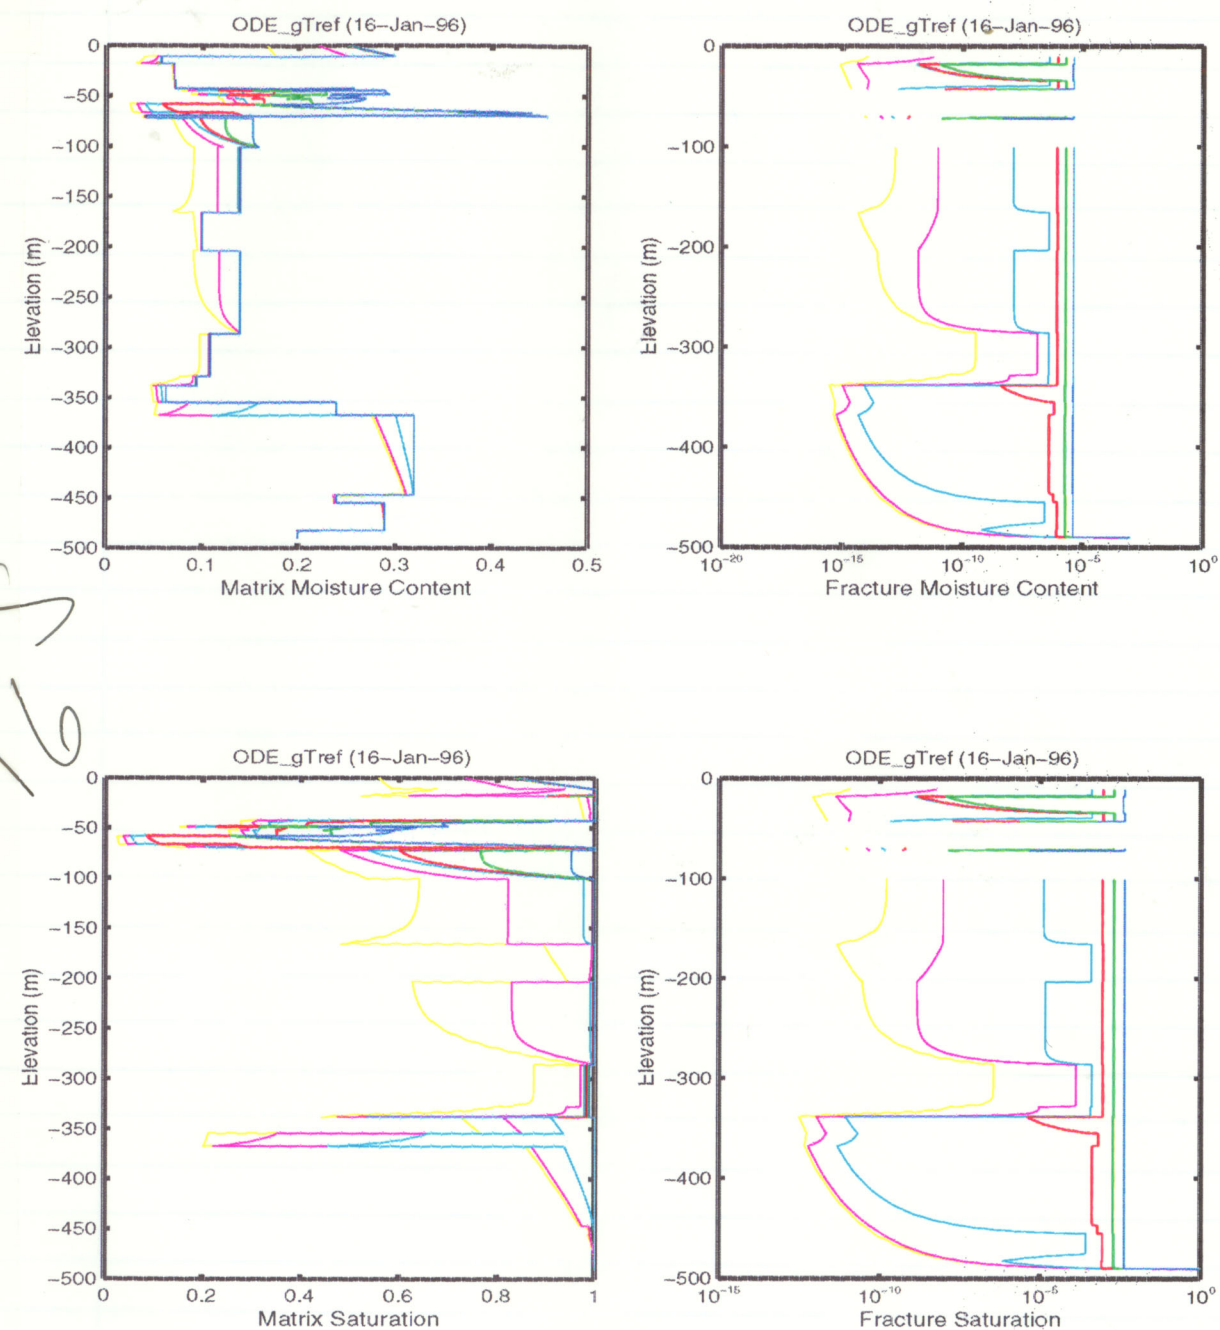 ODE_gTref (16–Jan–96)
0
−50
−100
−150
−200
−250
−300
−350
−400
−450
−500
Elevation (m)
0 0.1 0.2 0.3 0.4 0.5
Matrix Moisture Content
ODE_gTref (16–Jan–96)
0
−100
−200
−300
−400
−500
Elevation (m)
10⁻²⁰ 10⁻¹⁵ 10⁻¹⁰ 10⁻⁵ 10⁰
Fracture Moisture Content
16
ODE_gTref (16–Jan–96)
0
−50
−100
−150
−200
−250
−300
−350
−400
−450
−500
Elevation (m)
0 0.2 0.4 0.6 0.8 1
Matrix Saturation
ODE_gTref (16–Jan–96)
0
−100
−200
−300
−400
−500
Elevation (m)
10⁻¹⁵ 10⁻¹⁰ 10⁻⁵ 10⁰
Fracture Saturation